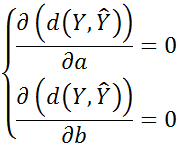 ∂(d(Y,Ŷ))/∂a = 0
∂(d(Y,Ŷ))/∂b = 0